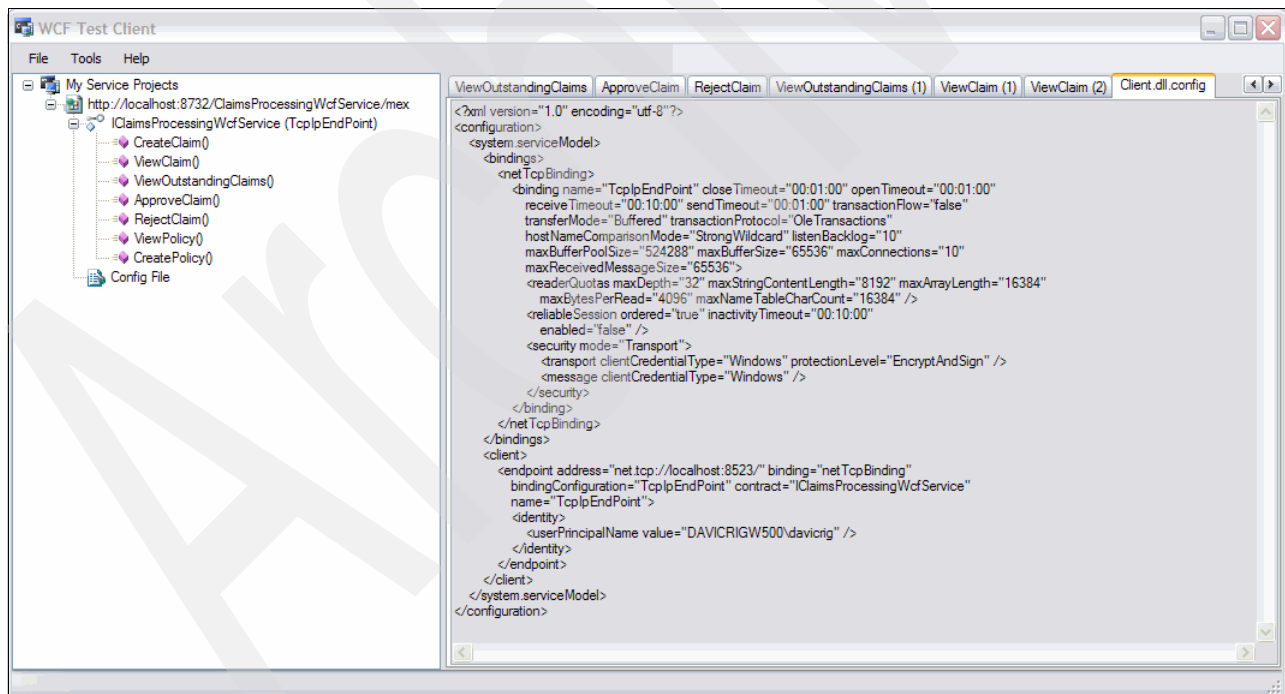 WCF Test Client
File Tools Help
My Service Projects
http://localhost:8732/ClaimsProcessingWcfService/mex
IClaimsProcessingWcfService (TcpIpEndPoint)
CreateClaim()
ViewClaim()
ViewOutstandingClaims()
ApproveClaim()
RejectClaim()
ViewPolicy()
CreatePolicy()
Config File
ViewOutstandingClaims ApproveClaim RejectClaim ViewOutstandingClaims (1) ViewClaim (1) ViewClaim (2) Client.dll.config
<?xml version="1.0" encoding="utf-8"?>
<configuration>
<system.serviceModel>
<bindings>
<netTcpBinding>
<binding name="TcpIpEndPoint" closeTimeout="00:01:00" openTimeout="00:01:00"
receiveTimeout="00:10:00" sendTimeout="00:01:00" transactionFlow="false"
transferMode="Buffered" transactionProtocol="OleTransactions"
hostNameComparisonMode="StrongWildcard" listenBacklog="10"
maxBufferPoolSize="524288" maxBufferSize="65536" maxConnections="10"
maxReceivedMessageSize="65536">
<readerQuotas maxDepth="32" maxStringContentLength="8192" maxArrayLength="16384"
maxBytesPerRead="4096" maxNameTableCharCount="16384" />
<reliableSession ordered="true" inactivityTimeout="00:10:00"
enabled="false" />
<security mode="Transport">
<transport clientCredentialType="Windows" protectionLevel="EncryptAndSign" />
<message clientCredentialType="Windows" />
</security>
</binding>
</netTcpBinding>
</bindings>
<client>
<endpoint address="net.tcp://localhost:8523/" binding="netTcpBinding"
bindingConfiguration="TcpIpEndPoint" contract="IClaimsProcessingWcfService"
name="TcpIpEndPoint">
<identity>
<userPrincipalName value="DAVICRIGW500\davicrig" />
</identity>
</endpoint>
</client>
</system.serviceModel>
</configuration>